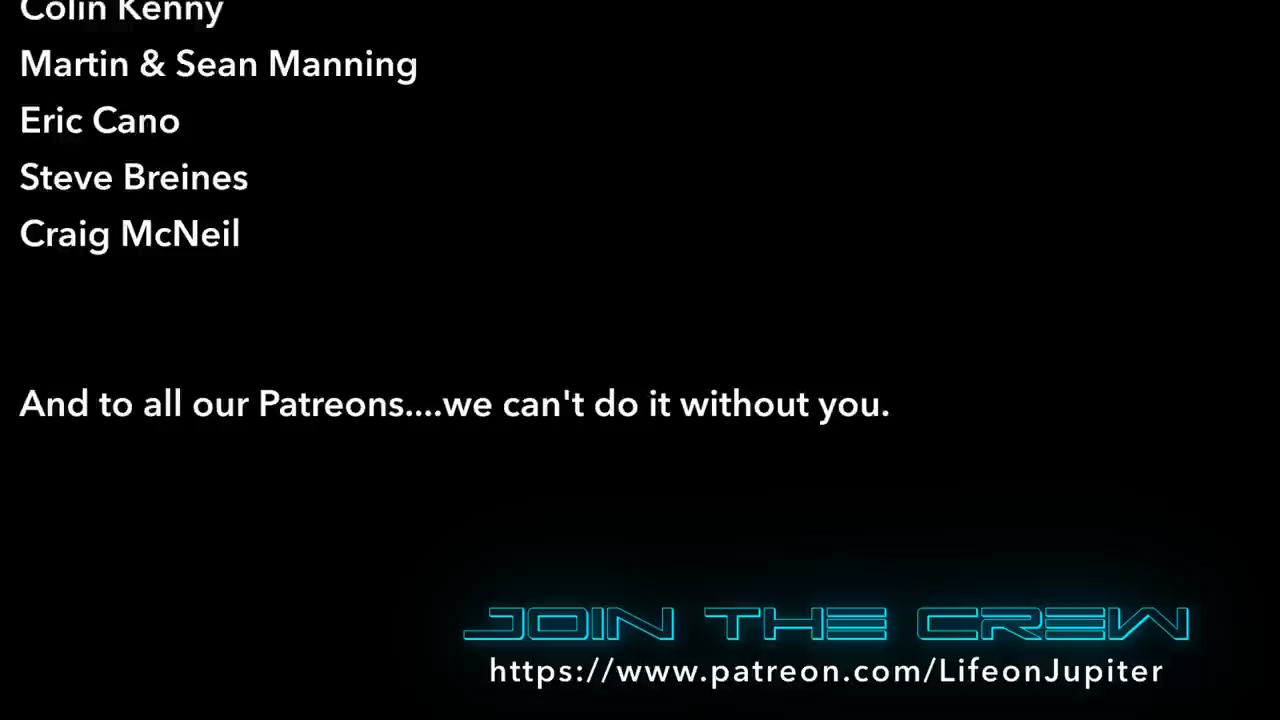 Colin Kenny
Martin & Sean Manning
Eric Cano
Steve Breines
Craig McNeil
And to all our Patreons....we can't do it without you.
JOIN THE CREW
https://www.patreon.com/LifeonJupiter